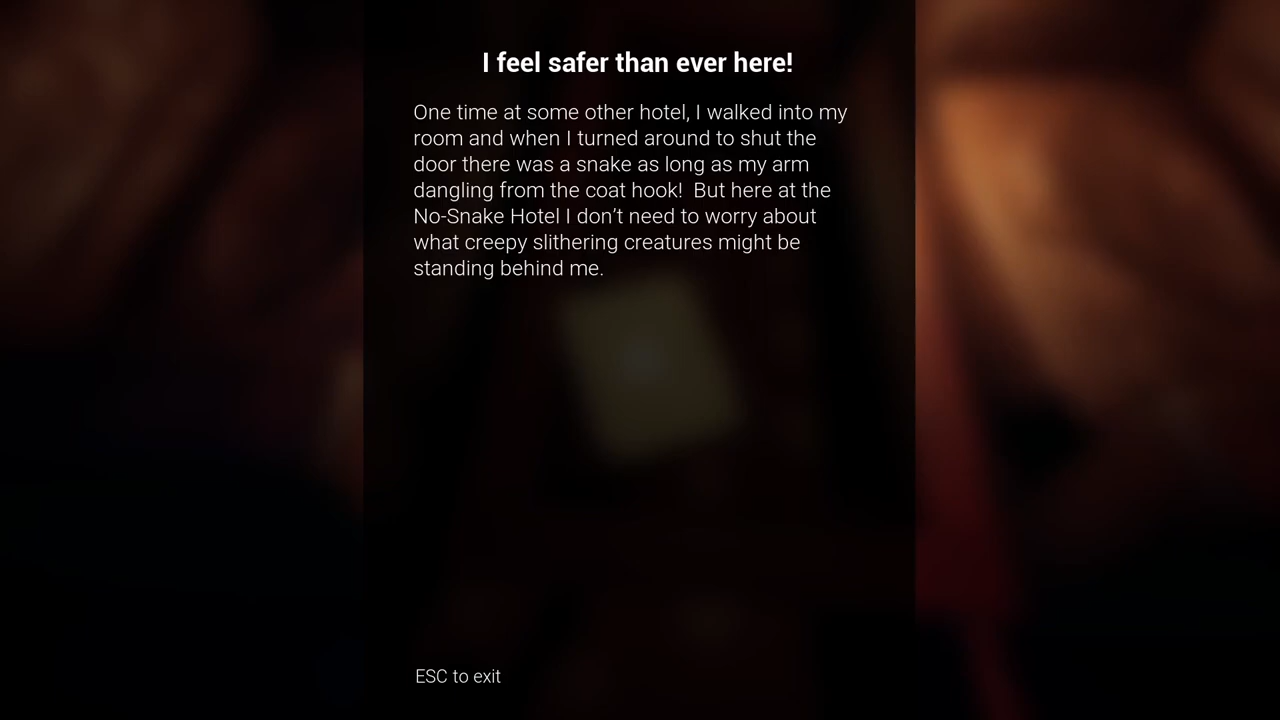 I feel safer than ever here!
One time at some other hotel, I walked into my
room and when I turned around to shut the
door there was a snake as long as my arm
dangling from the coat hook!  But here at the
No-Snake Hotel I don’t need to worry about
what creepy slithering creatures might be
standing behind me.
ESC to exit